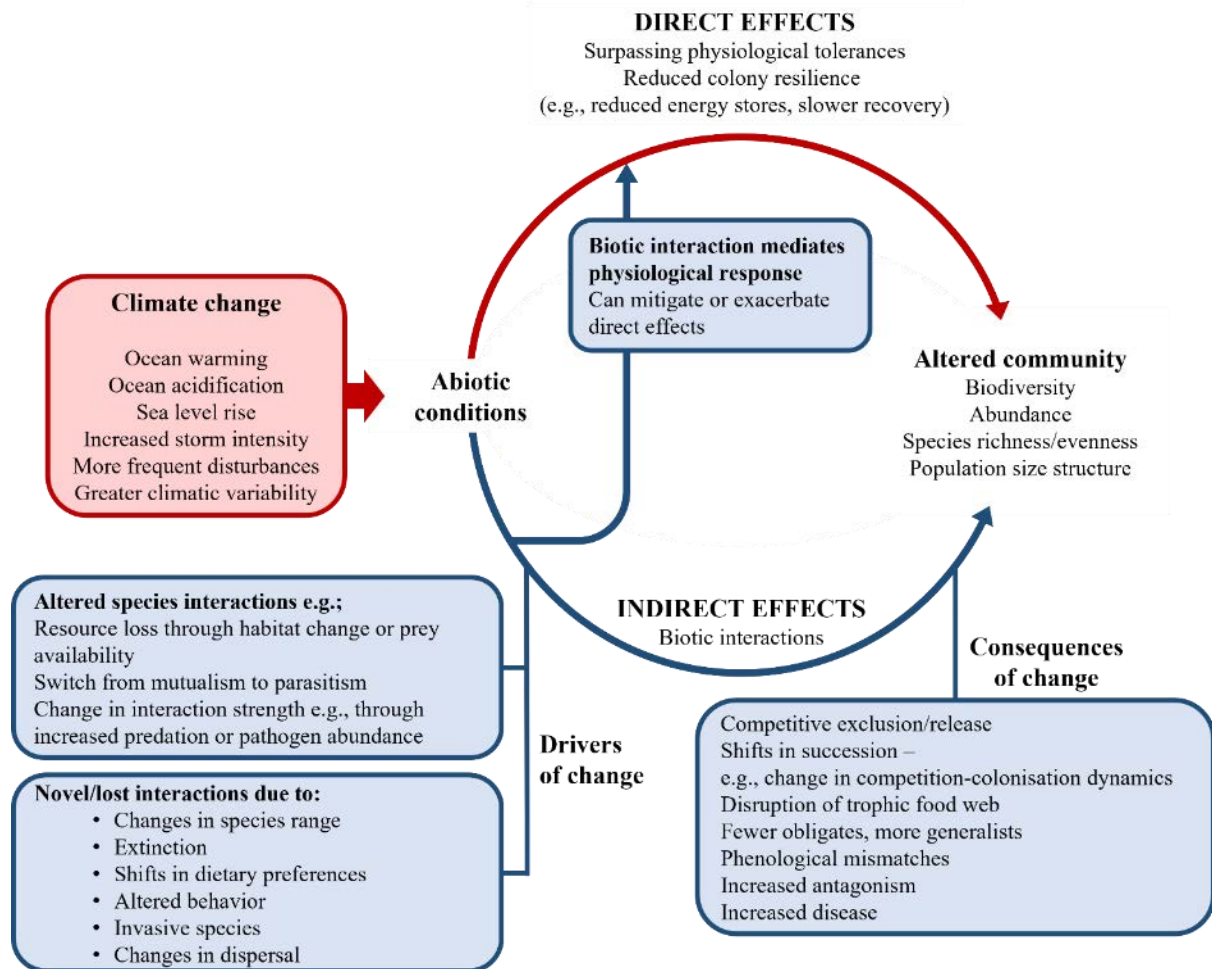 DIRECT EFFECTS
Surpassing physiological tolerances
Reduced colony resilience
(e.g., reduced energy stores, slower recovery)
Biotic interaction mediates
physiological response
Can mitigate or exacerbate
direct effects
Climate change
Ocean warming
Ocean acidification
Sea level rise
Increased storm intensity
More frequent disturbances
Greater climatic variability
Abiotic
conditions
Altered community
Biodiversity
Abundance
Species richness/evenness
Population size structure
INDIRECT EFFECTS
Biotic interactions
Altered species interactions e.g.;
Resource loss through habitat change or prey
availability
Switch from mutualism to parasitism
Change in interaction strength e.g., through
increased predation or pathogen abundance
Drivers
of change
Novel/lost interactions due to:
• Changes in species range
• Extinction
• Shifts in dietary preferences
• Altered behavior
• Invasive species
• Changes in dispersal
Consequences
of change
Competitive exclusion/release
Shifts in succession –
e.g., change in competition-colonisation dynamics
Disruption of trophic food web
Fewer obligates, more generalists
Phenological mismatches
Increased antagonism
Increased disease